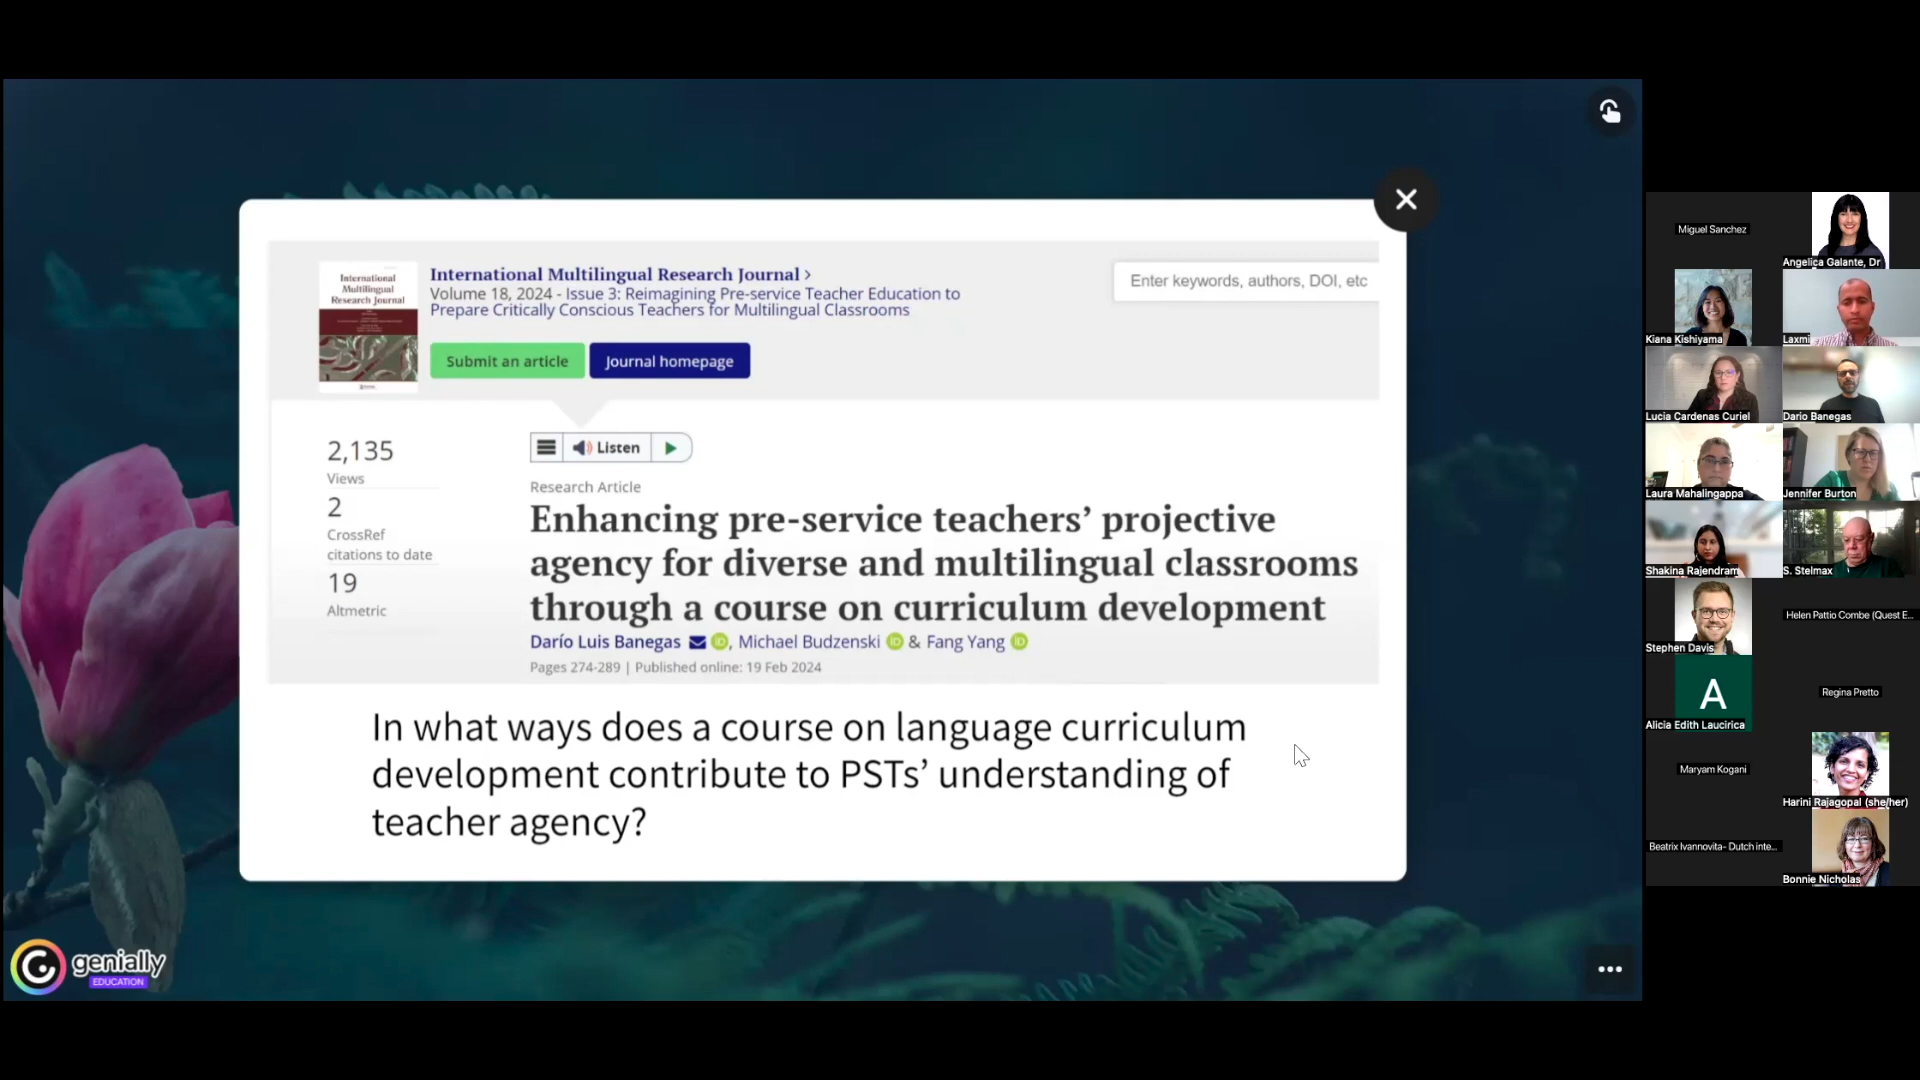 International
Multilingual
Research Journal
International Multilingual Research Journal >
Volume 18, 2024 - Issue 3: Reimagining Pre-service Teacher Education to
Prepare Critically Conscious Teachers for Multilingual Classrooms
Enter keywords, authors, DOI, etc
Submit an article
Journal homepage
2,135
Views
2
CrossRef
citations to date
19
Altmetric
Listen
Research Article
Enhancing pre-service teachers’ projective
agency for diverse and multilingual classrooms
through a course on curriculum development
Darío Luis Banegas iD, Michael Budzenski iD & Fang Yang iD
Pages 274-289 | Published online: 19 Feb 2024
In what ways does a course on language curriculum
development contribute to PSTs’ understanding of
teacher agency?
genially
EDUCATION
Miguel Sanchez
Angelica Galante, Dr
Kiana Kishiyama
Laxmi
Lucia Cardenas Curiel
Dario Banegas
Laura Mahalingappa
Jennifer Burton
Shakina Rajendram
S. Stelmax
Stephen Davis
Helen Pattio Combe (Quest E...
A
Alicia Edith Laucirica
Regina Pretto
Maryam Kogani
Harini Rajagopal (she/her)
Beatrix Ivannovita- Dutch inte...
Bonnie Nicholas